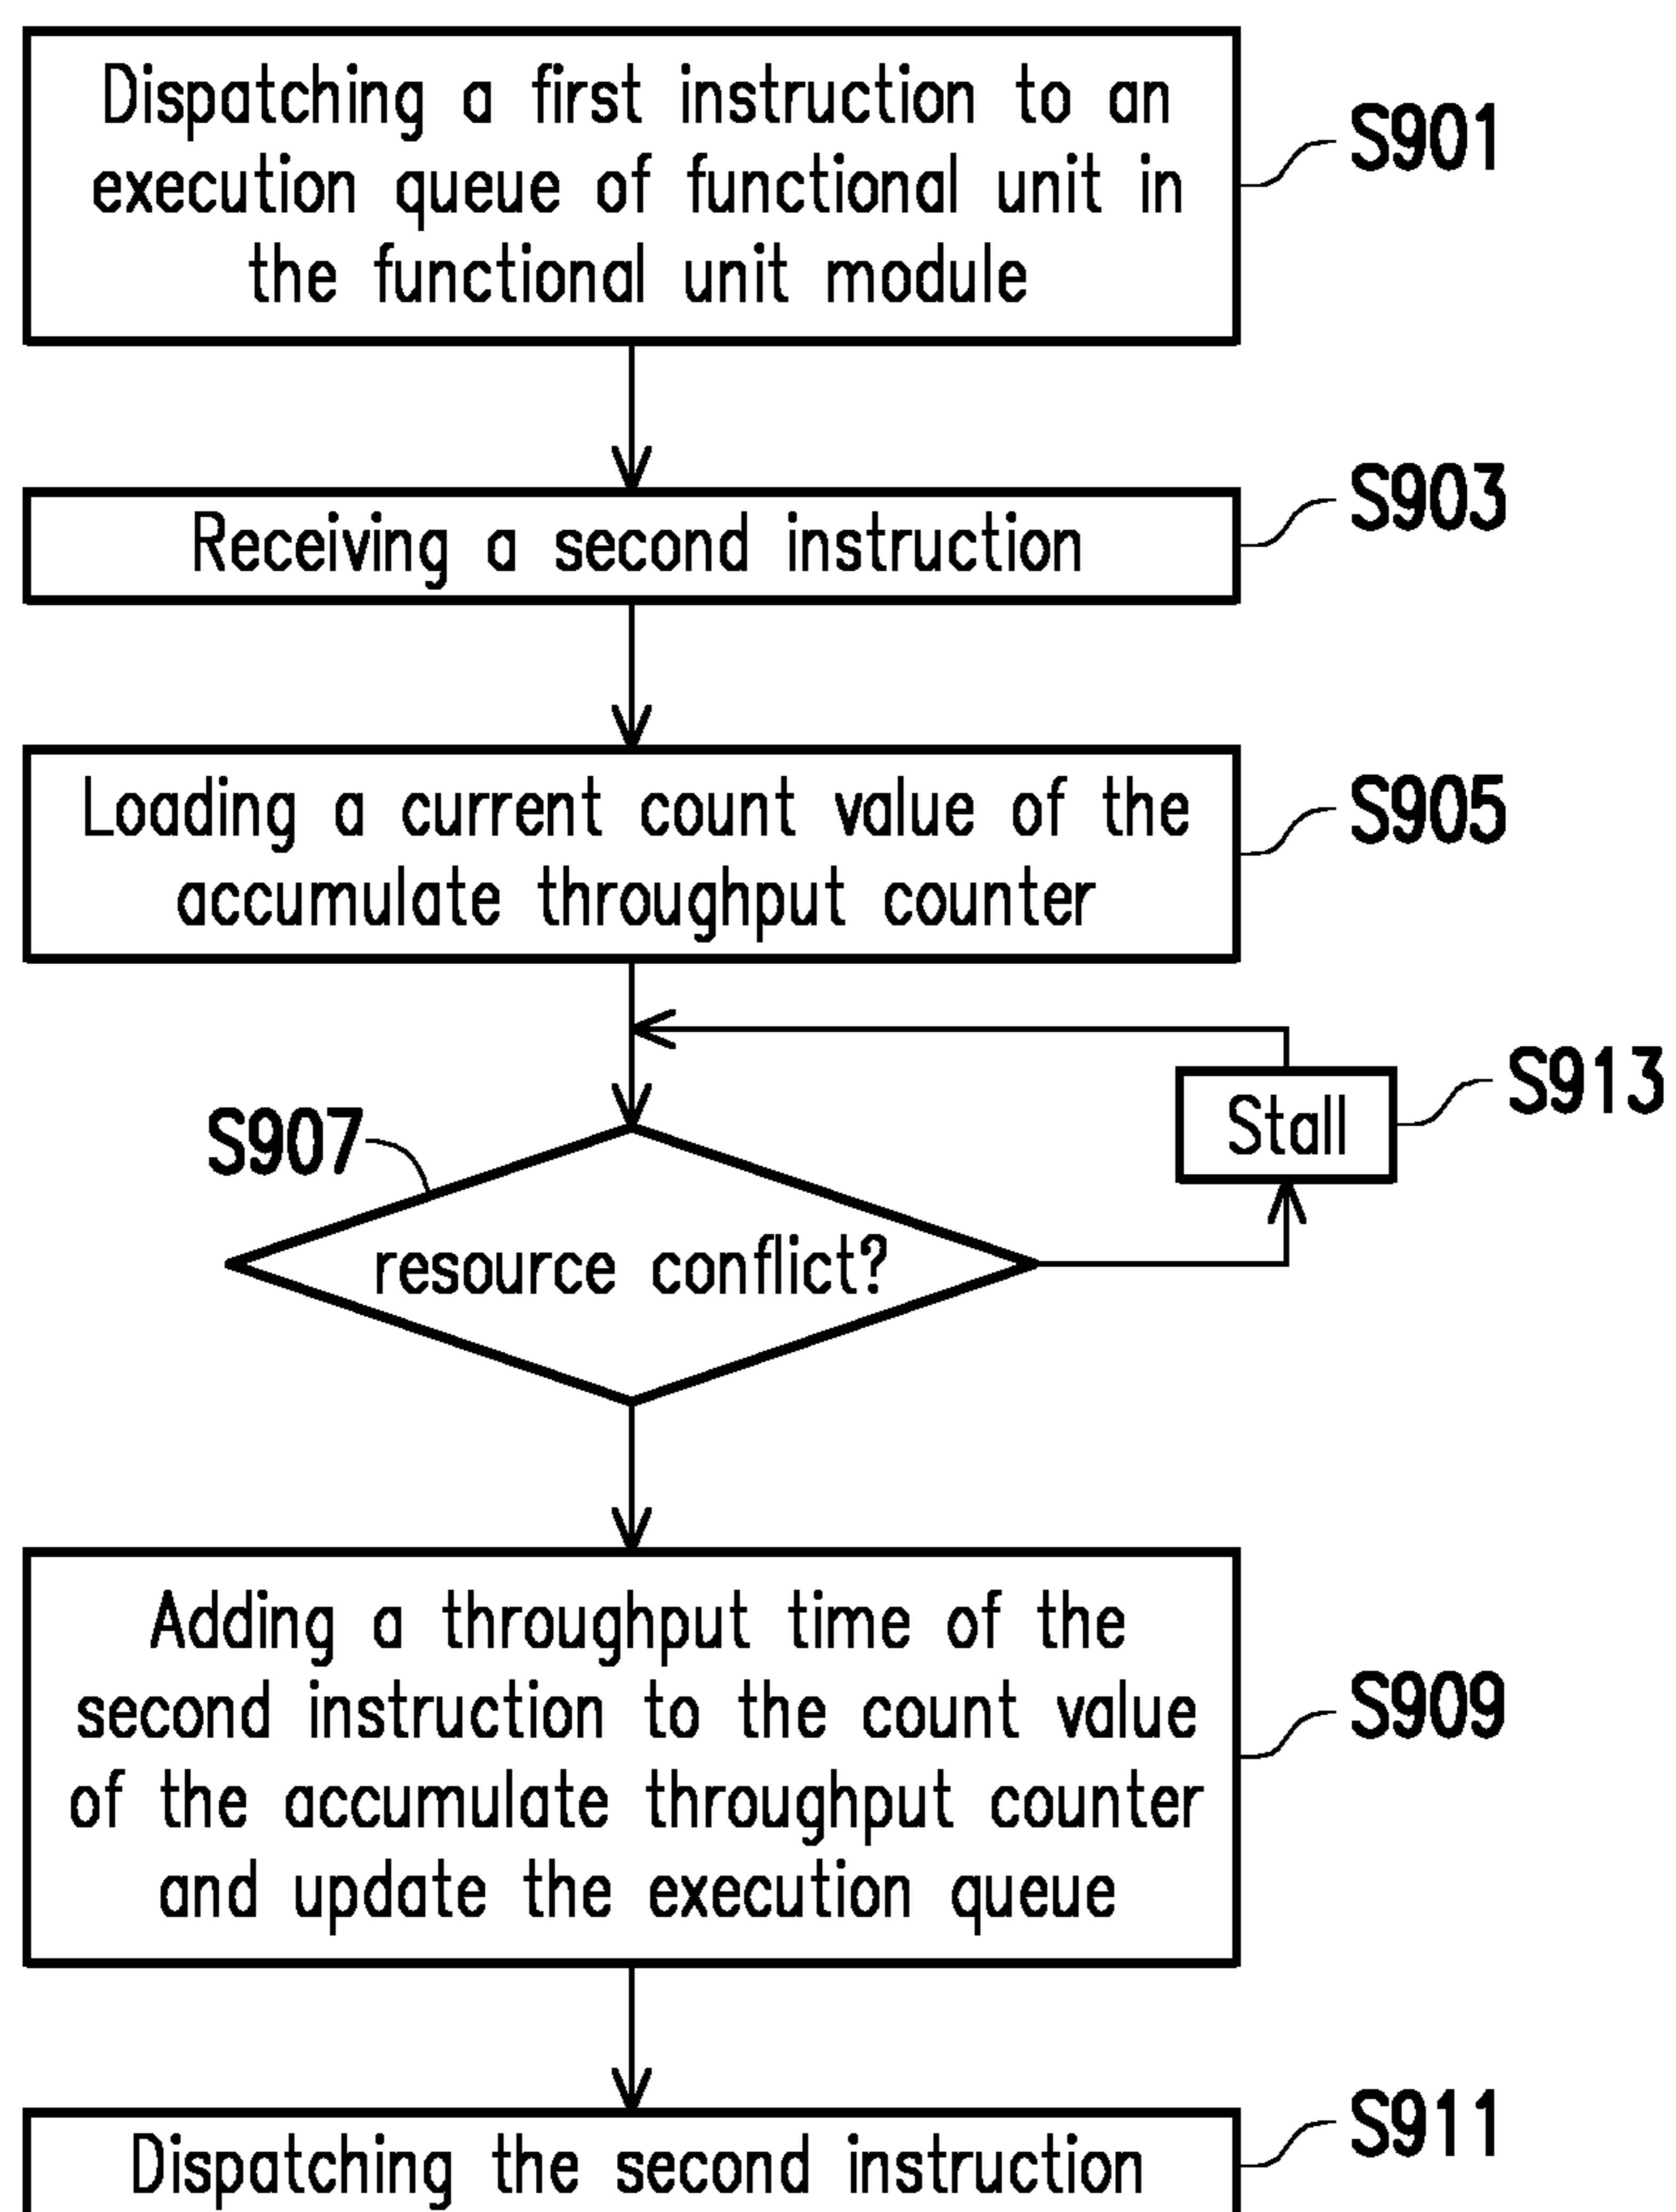 Dispatching a first instruction to an
execution queue of functional unit in
the functional unit module
S901
Receiving a second instruction
S903
Loading a current count value of the
accumulate throughput counter
S905
Stall
S913
S907
resource conflict?
Adding a throughput time of the
second instruction to the count value
of the accumulate throughput counter
and update the execution queue
S909
Dispatching the second instruction
S911